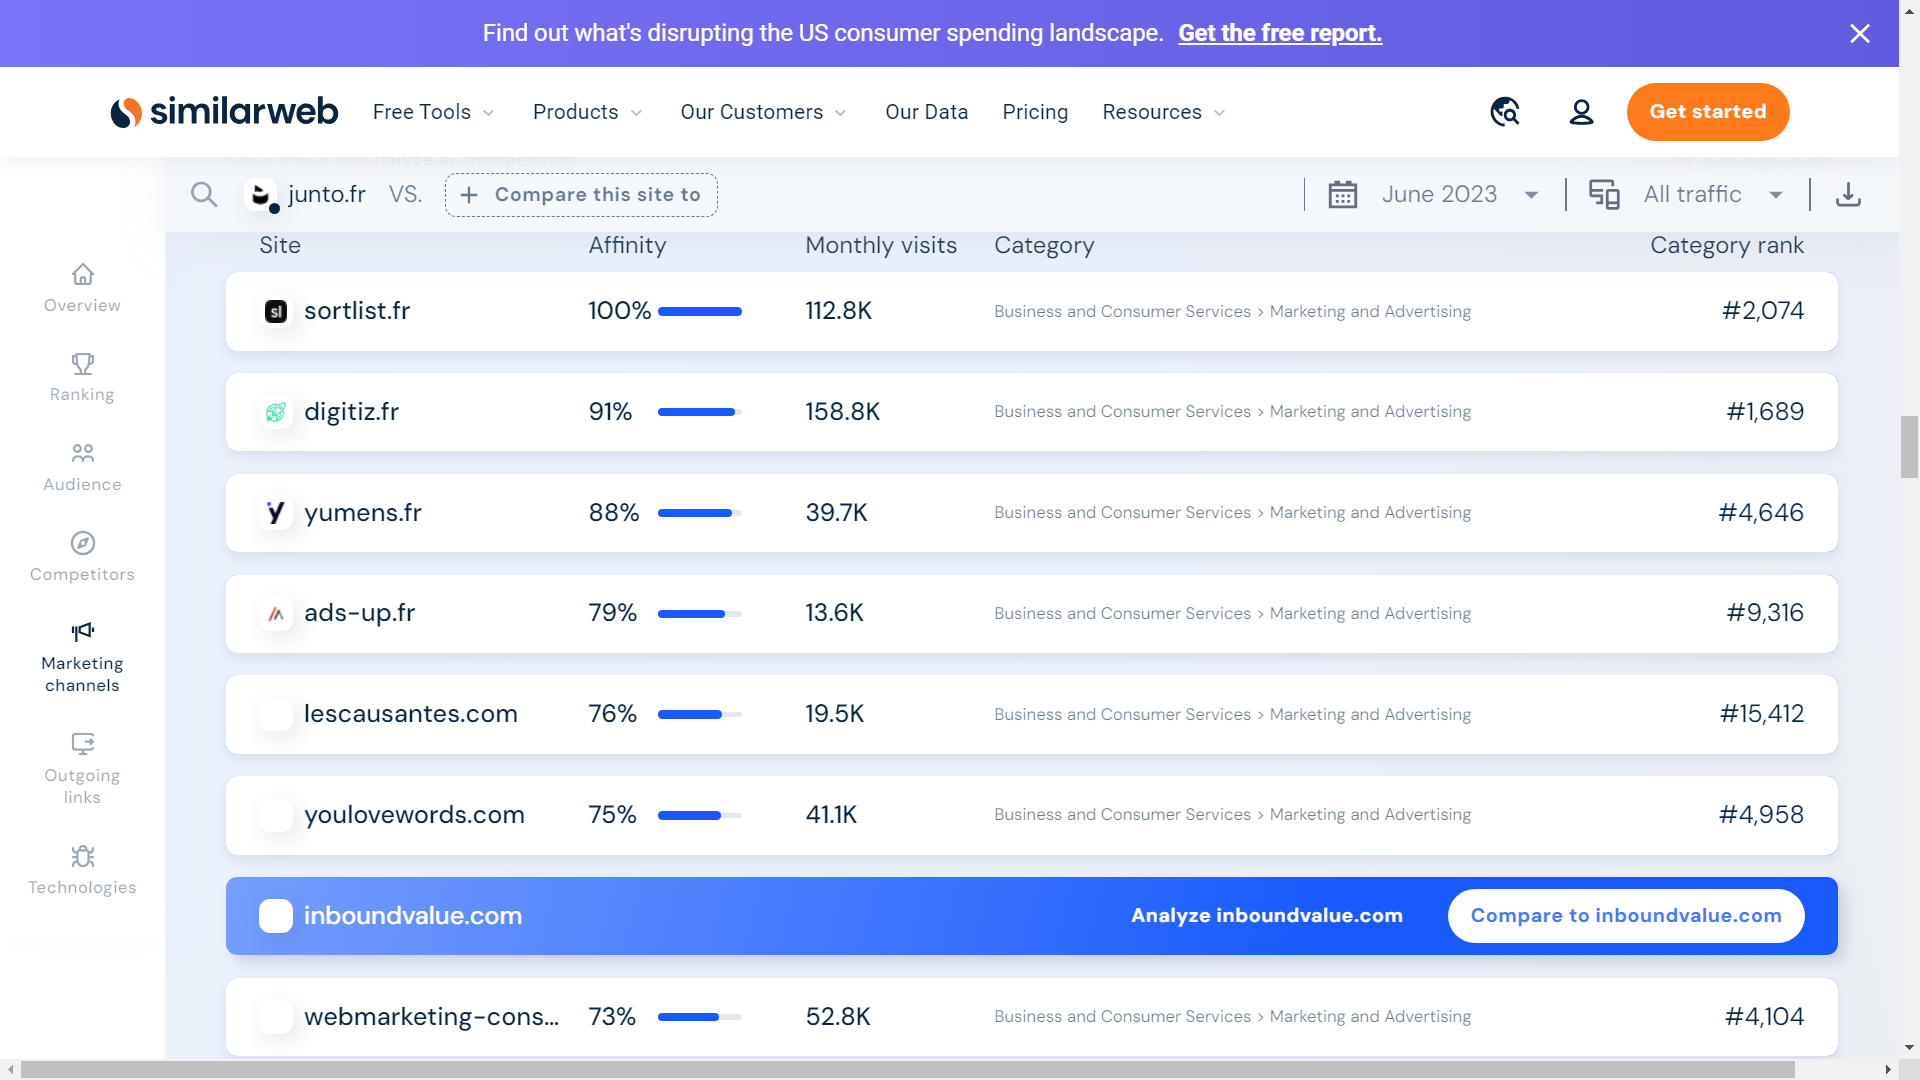 Find out what's disrupting the US consumer spending landscape. Get the free report.
similarweb Free Tools Products Our Customers Our Data Pricing Resources Get started
junto.fr VS. + Compare this site to June 2023 All traffic
Site Affinity Monthly visits Category Category rank
Overview
Ranking
Audience
Competitors
Marketing
channels
Outgoing
links
Technologies
sl sortlist.fr 100% 112.8K Business and Consumer Services > Marketing and Advertising #2,074
digitiz.fr 91% 158.8K Business and Consumer Services > Marketing and Advertising #1,689
y yumens.fr 88% 39.7K Business and Consumer Services > Marketing and Advertising #4,646
ads-up.fr 79% 13.6K Business and Consumer Services > Marketing and Advertising #9,316
lescausantes.com 76% 19.5K Business and Consumer Services > Marketing and Advertising #15,412
youlovewords.com 75% 41.1K Business and Consumer Services > Marketing and Advertising #4,958
inboundvalue.com Analyze inboundvalue.com Compare to inboundvalue.com
webmarketing-cons... 73% 52.8K Business and Consumer Services > Marketing and Advertising #4,104